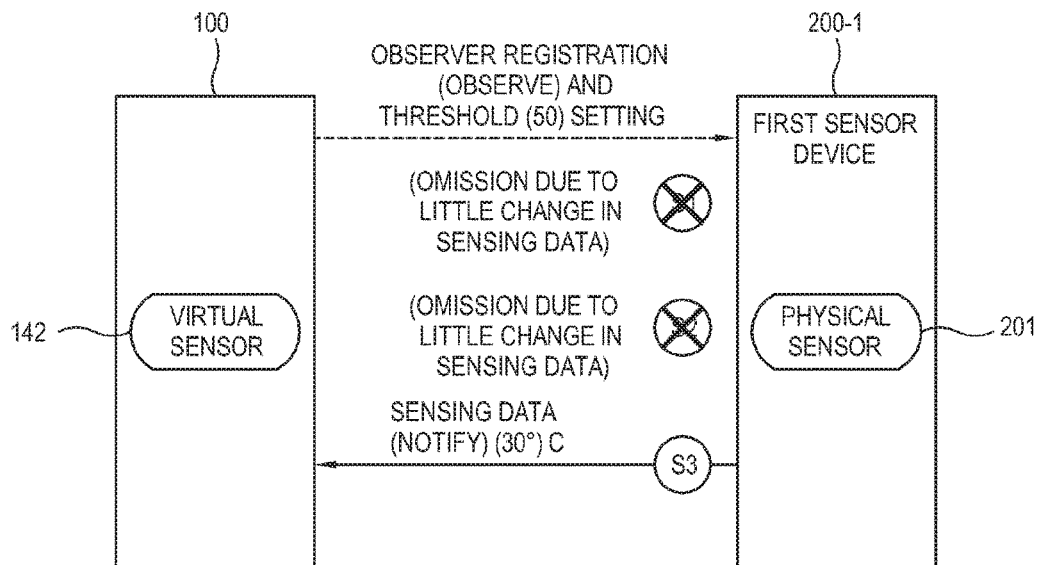 100
200-1
OBSERVER REGISTRATION
(OBSERVE) AND
THRESHOLD (50) SETTING
FIRST SENSOR
DEVICE
(OMISSION DUE TO
LITTLE CHANGE IN
SENSING DATA)
142
VIRTUAL
SENSOR
(OMISSION DUE TO
LITTLE CHANGE IN
SENSING DATA)
PHYSICAL
SENSOR
201
SENSING DATA
(NOTIFY) (30°) C
S3